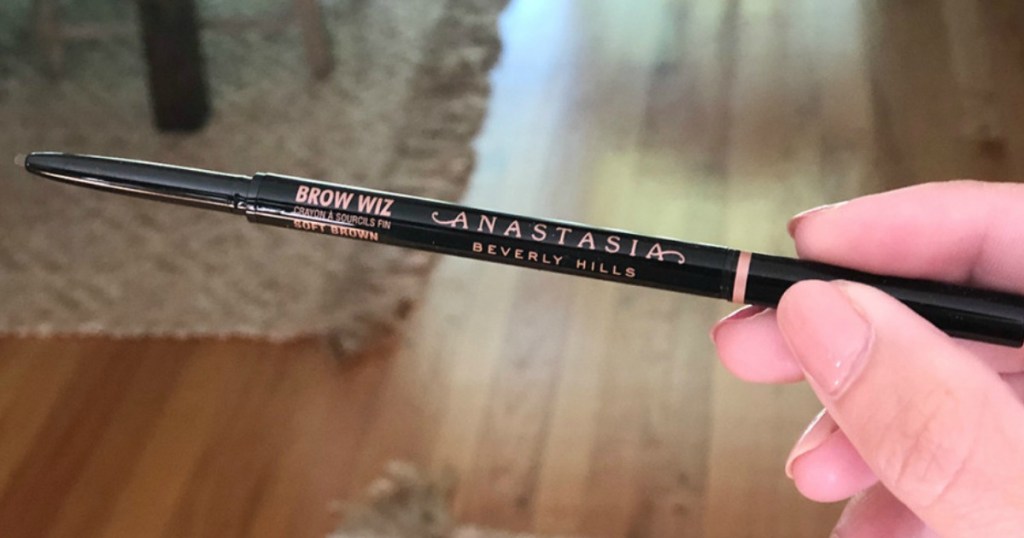 BROW WIZ
CRAYON À SOURCILS FIN
SOFT BROWN
ANASTASIA
BEVERLY HILLS